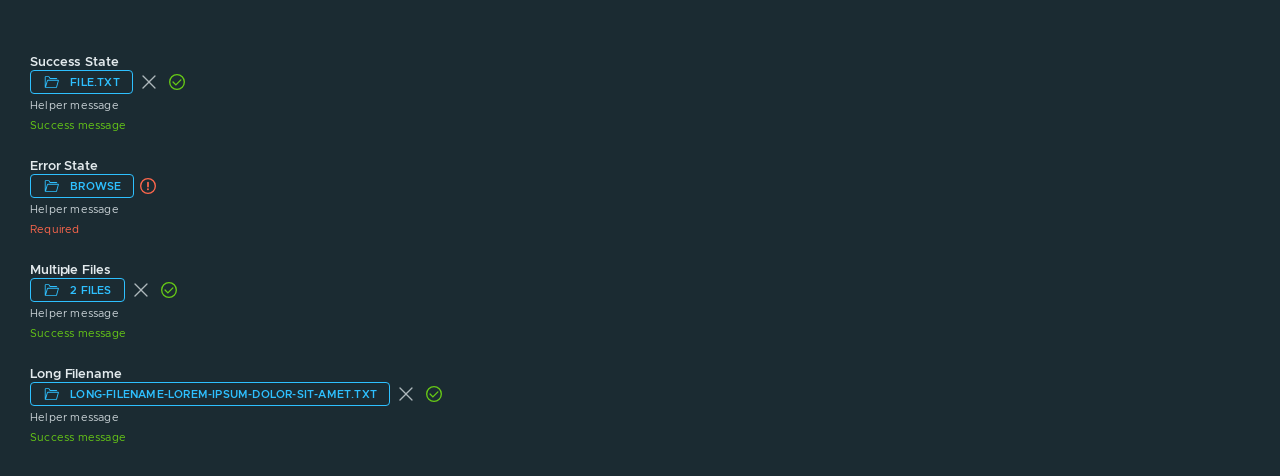 Success State
FILE.TXT
Helper message
Success message
Error State
BROWSE
Helper message
Required
Multiple Files
2 FILES
Helper message
Success message
Long Filename
LONG-FILENAME-LOREM-IPSUM-DOLOR-SIT-AMET.TXT
Helper message
Success message